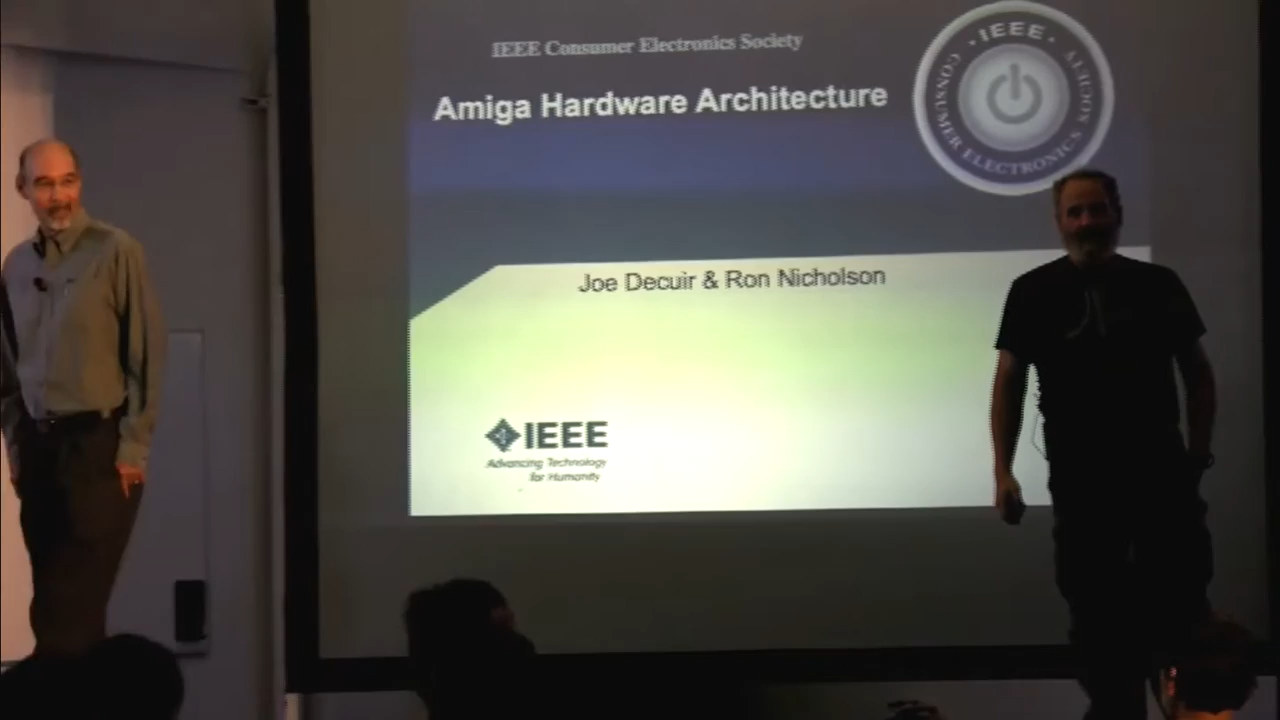 IEEE Consumer Electronics Society
Amiga Hardware Architecture
· IEEE ·
CONSUMER ELECTRONICS SOCIETY
Joe Decuir & Ron Nicholson
IEEE
Advancing Technology
for Humanity